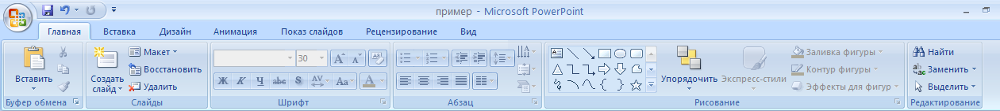 пример - Microsoft PowerPoint
Главная Вставка Дизайн Анимация Показ слайдов Рецензирование Вид
Вставить
Буфер обмена
Создать слайд
Макет
Восстановить
Удалить
Слайды
30 А А
Ж К Ч abc S AV Aa А
Шрифт
Абзац
Упорядочить
Экспресс-стили
Заливка фигуры
Контур фигуры
Эффекты для фигур
Рисование
Найти
Заменить
Выделить
Редактирование